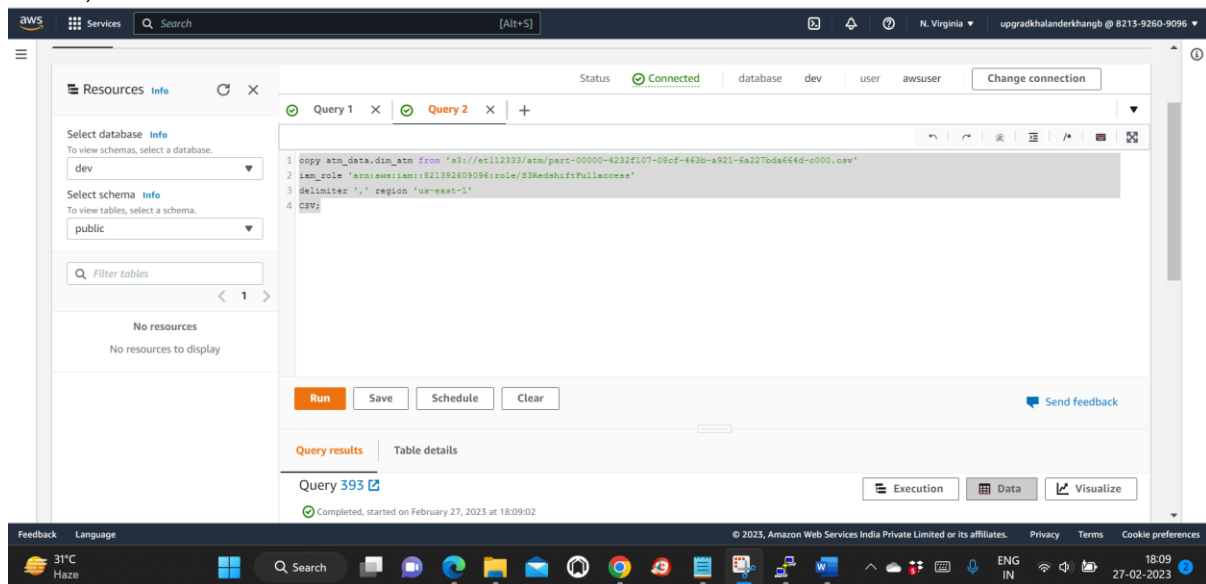 aws Services Search [Alt+S] N. Virginia upgradkhalanderkhangb @ 8213-9260-9096
Resources Info
Status Connected database dev user awsuser Change connection
Query 1 Query 2
Select database Info
To view schemas, select a database.
dev
Select schema Info
To view tables, select a schema.
public
Filter tables
1
No resources
No resources to display
1 copy atm_data.dim_atm from 's3://etl12333/atm/part-00000-4232f107-08cf-463b-a921-6a227bda664d-c000.csv'
2 iam_role 'arn:aws:iam::821392609096:role/S3RedshiftFullaccess'
3 delimiter ',' region 'us-east-1'
4 CSV;
Run Save Schedule Clear
Send feedback
Query results Table details
Query 393
Execution Data Visualize
Completed, started on February 27, 2023 at 18:09:02
Feedback Language © 2023, Amazon Web Services India Private Limited or its affiliates. Privacy Terms Cookie preferences
31°C
Haze
Search
ENG
IN
18:09
27-02-2023
2